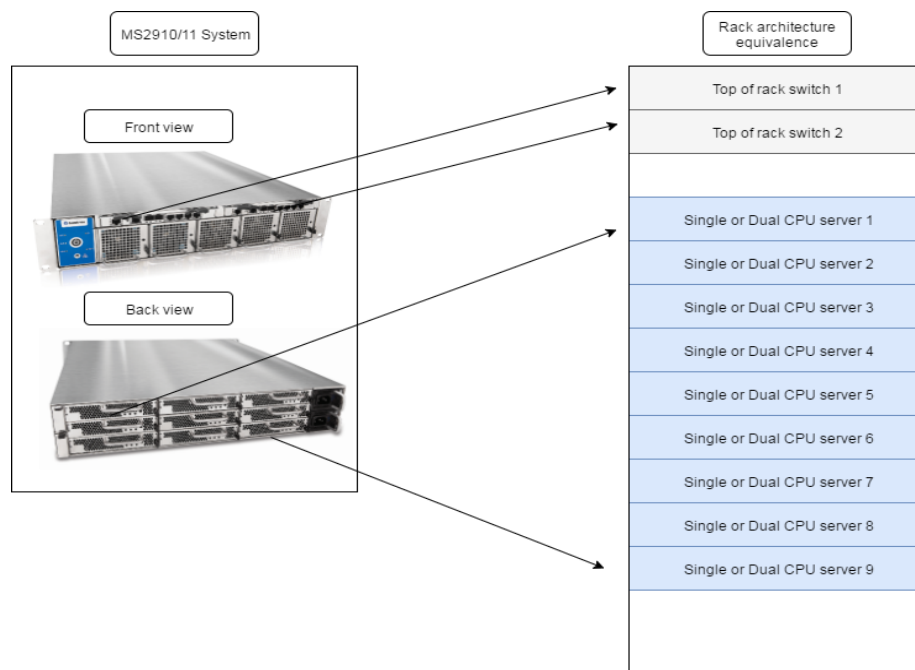 MS2910/11 System
Rack architecture
equivalence
Front view
Back view
Top of rack switch 1
Top of rack switch 2
Single or Dual CPU server 1
Single or Dual CPU server 2
Single or Dual CPU server 3
Single or Dual CPU server 4
Single or Dual CPU server 5
Single or Dual CPU server 6
Single or Dual CPU server 7
Single or Dual CPU server 8
Single or Dual CPU server 9